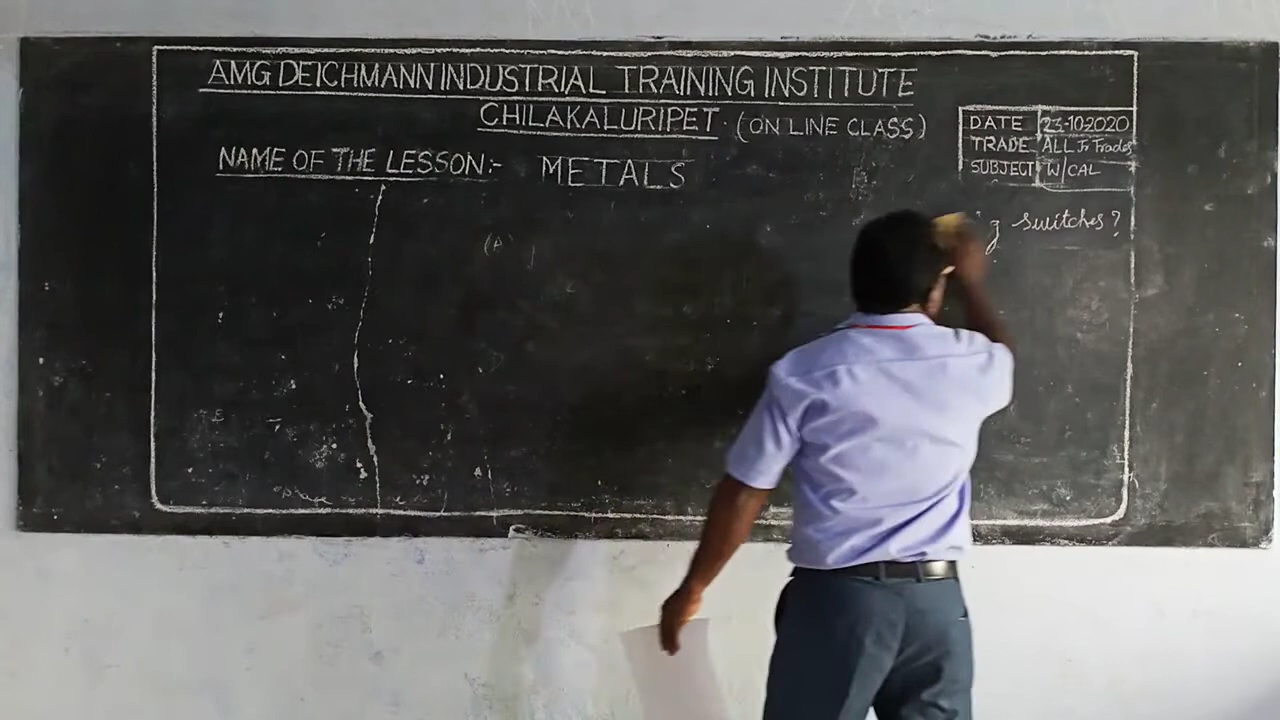 AMG DEICHMANN INDUSTRIAL TRAINING INSTITUTE
CHILAKALURIPET. (ON LINE CLASS)
DATE 23-10-2020
TRADE ALL Jr Trades
SUBJECT W/CAL
NAME OF THE LESSON:- METALS
switches?
(A)